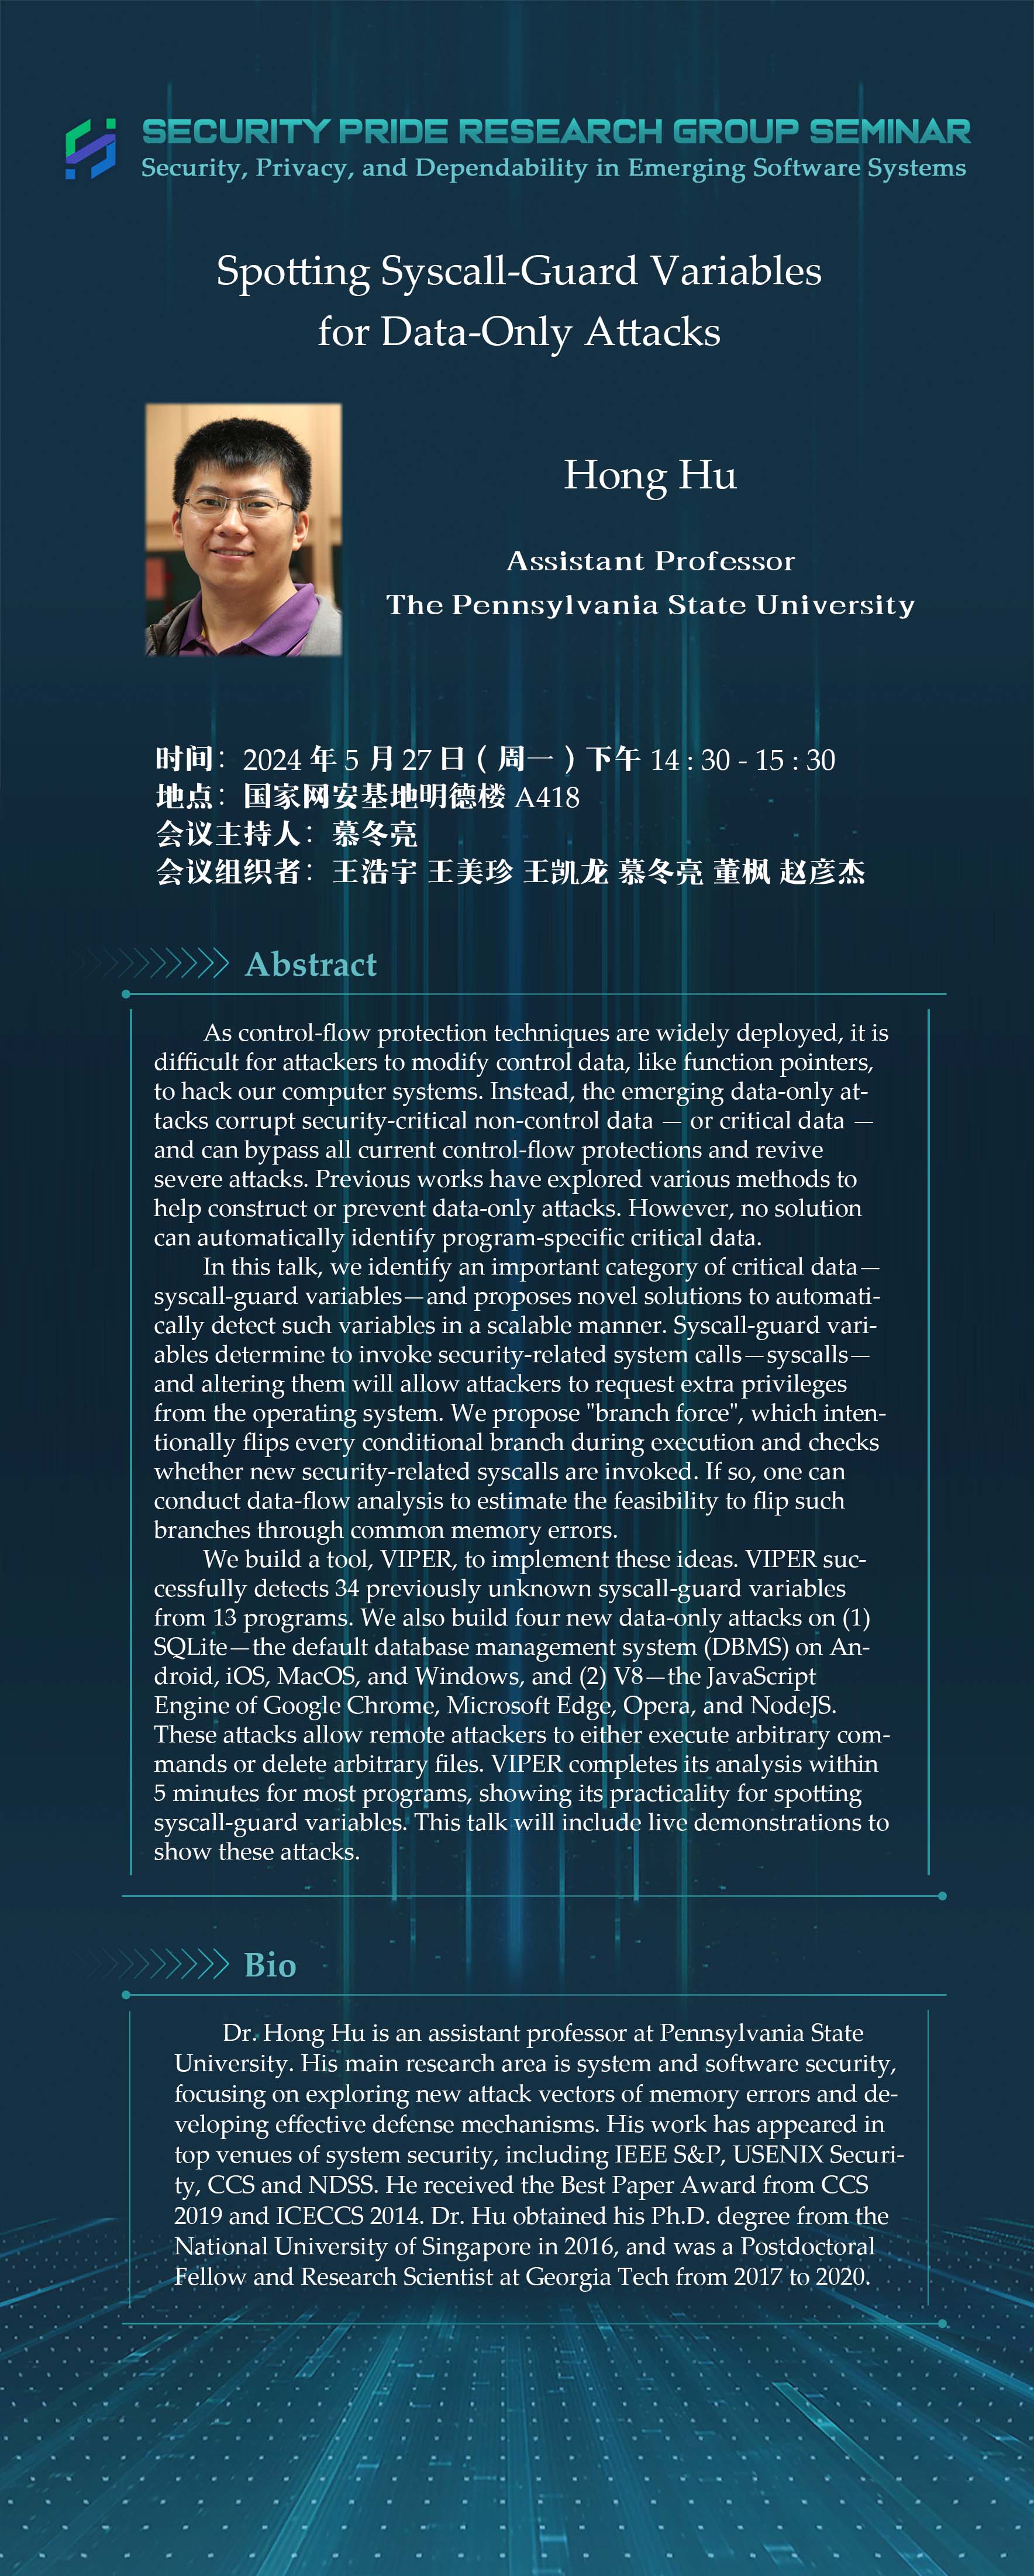 SECURITY PRIDE RESEARCH GROUP SEMINAR
Security, Privacy, and Dependability in Emerging Software Systems
Spotting Syscall-Guard Variables
for Data-Only Attacks
Hong Hu
Assistant Professor
The Pennsylvania State University
时间：2024 年 5 月 27 日（周一）下午 14 : 30 - 15 : 30
地点：国家网安基地明德楼 A418
会议主持人：慕冬亮
会议组织者：王浩宇 王美珍 王凯龙 慕冬亮 董枫 赵彦杰
Abstract
As control-flow protection techniques are widely deployed, it is
difficult for attackers to modify control data, like function pointers,
to hack our computer systems. Instead, the emerging data-only at-
tacks corrupt security-critical non-control data — or critical data —
and can bypass all current control-flow protections and revive
severe attacks. Previous works have explored various methods to
help construct or prevent data-only attacks. However, no solution
can automatically identify program-specific critical data.
In this talk, we identify an important category of critical data—
syscall-guard variables—and proposes novel solutions to automati-
cally detect such variables in a scalable manner. Syscall-guard vari-
ables determine to invoke security-related system calls—syscalls—
and altering them will allow attackers to request extra privileges
from the operating system. We propose "branch force", which inten-
tionally flips every conditional branch during execution and checks
whether new security-related syscalls are invoked. If so, one can
conduct data-flow analysis to estimate the feasibility to flip such
branches through common memory errors.
We build a tool, VIPER, to implement these ideas. VIPER suc-
cessfully detects 34 previously unknown syscall-guard variables
from 13 programs. We also build four new data-only attacks on (1)
SQLite—the default database management system (DBMS) on An-
droid, iOS, MacOS, and Windows, and (2) V8—the JavaScript
Engine of Google Chrome, Microsoft Edge, Opera, and NodeJS.
These attacks allow remote attackers to either execute arbitrary com-
mands or delete arbitrary files. VIPER completes its analysis within
5 minutes for most programs, showing its practicality for spotting
syscall-guard variables. This talk will include live demonstrations to
show these attacks.
Bio
Dr. Hong Hu is an assistant professor at Pennsylvania State
University. His main research area is system and software security,
focusing on exploring new attack vectors of memory errors and de-
veloping effective defense mechanisms. His work has appeared in
top venues of system security, including IEEE S&P, USENIX Securi-
ty, CCS and NDSS. He received the Best Paper Award from CCS
2019 and ICECCS 2014. Dr. Hu obtained his Ph.D. degree from the
National University of Singapore in 2016, and was a Postdoctoral
Fellow and Research Scientist at Georgia Tech from 2017 to 2020.